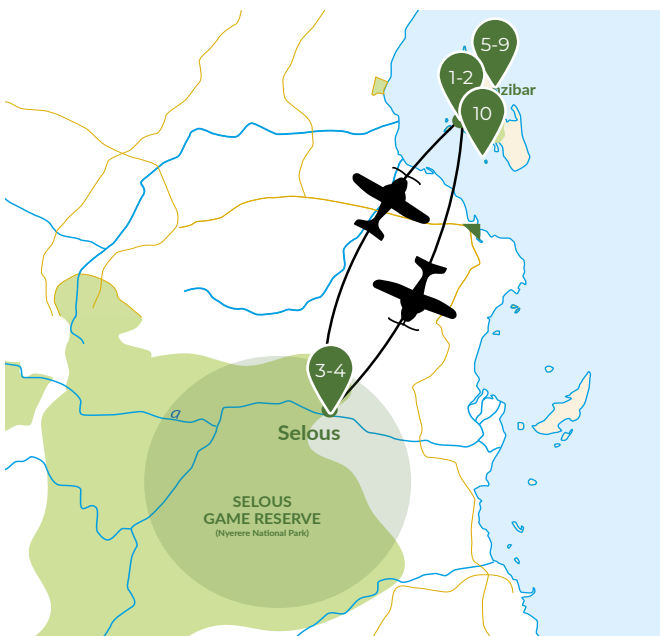 5-9
1-2
nzibar
10
3-4
a
Selous
SELOUS
GAME RESERVE
(Nyerere National Park)